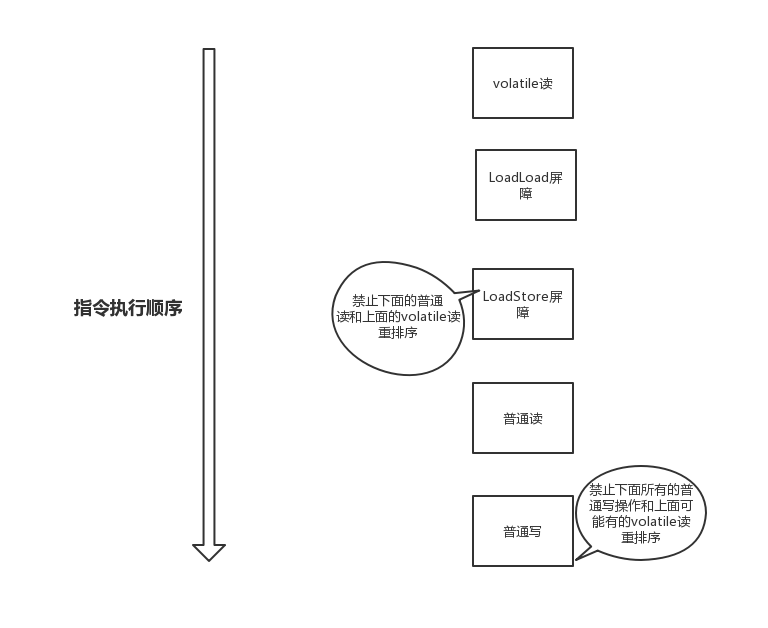 volatile读
LoadLoad屏
障
指令执行顺序
禁止下面的普通
读和上面的volatile读
重排序
LoadStore屏
障
普通读
普通写
禁止下面所有的普
通写操作和上面可
能有的volatile读
重排序